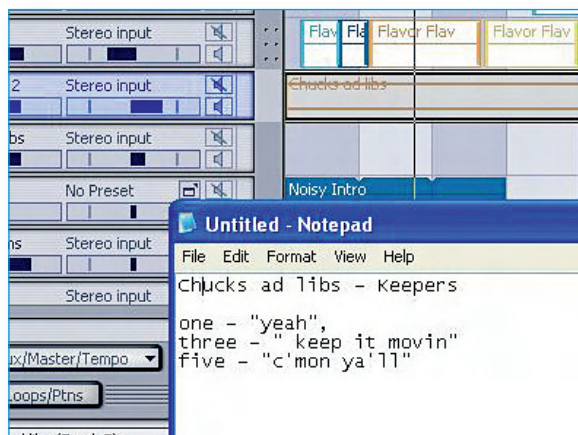 Stereo input
Flav Fla Flavor Flav Flavor Flav
2 Stereo input
Chucks ad libs
bs Stereo input
No Preset
Noisy Intro
ns Stereo input
Stereo input
ux/Master/Tempo
Loops/Ptns
Untitled - Notepad
File Edit Format View Help
Chucks ad libs - Keepers
one - "yeah",
three - " keep it movin"
five - "c'mon ya'll"